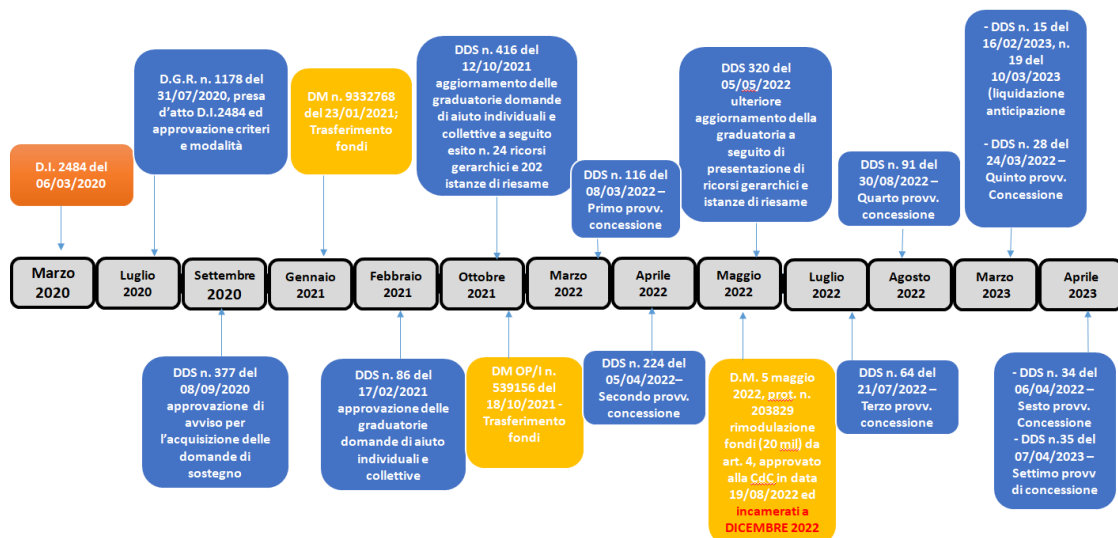 D.I. 2484 del
06/03/2020
D.G.R. n. 1178 del
31/07/2020, presa
d'atto D.I.2484 ed
approvazione criteri
e modalità
DM n. 9332768
del 23/01/2021;
Trasferimento
fondi
DDS n. 416 del
12/10/2021
aggiornamento delle
graduatorie domande
di aiuto individuali e
collettive a seguito
esito n. 24 ricorsi
gerarchici e 202
istanze di riesame
DDS n. 116 del
08/03/2022 –
Primo provv.
concessione
DDS 320 del
05/05/2022
ulteriore
aggiornamento della
graduatoria a
seguito di
presentazione di
ricorsi gerarchici e
istanze di riesame
DDS n. 91 del
30/08/2022 –
Quarto provv.
concessione
- DDS n. 15 del
16/02/2023, n.
19 del
10/03/2023
(liquidazione
anticipazione
- DDS n. 28 del
24/03/2022 –
Quinto provv.
Concessione
Marzo
2020
Luglio
2020
Settembre
2020
Gennaio
2021
Febbraio
2021
Ottobre
2021
Marzo
2022
Aprile
2022
Maggio
2022
Luglio
2022
Agosto
2022
Marzo
2023
Aprile
2023
DDS n. 377 del
08/09/2020
approvazione di
avviso per
l'acquisizione delle
domande di
sostegno
DDS n. 86 del
17/02/2021
approvazione delle
graduatorie
domande di aiuto
individuali e
collettive
DM OP/I n.
539156 del
18/10/2021 -
Trasferimento
fondi
DDS n. 224 del
05/04/2022–
Secondo provv.
concessione
D.M. 5 maggio
2022, prot. n.
203829
rimodulazione
fondi (20 mil) da
art. 4, approvato
alla CdC in data
19/08/2022 ed
incamerati a
DICEMBRE 2022
DDS n. 64 del
21/07/2022 –
Terzo provv.
concessione
- DDS n. 34 del
06/04/2022 –
Sesto provv.
Concessione
- DDS n.35 del
07/04/2023 –
Settimo provv
di concessione